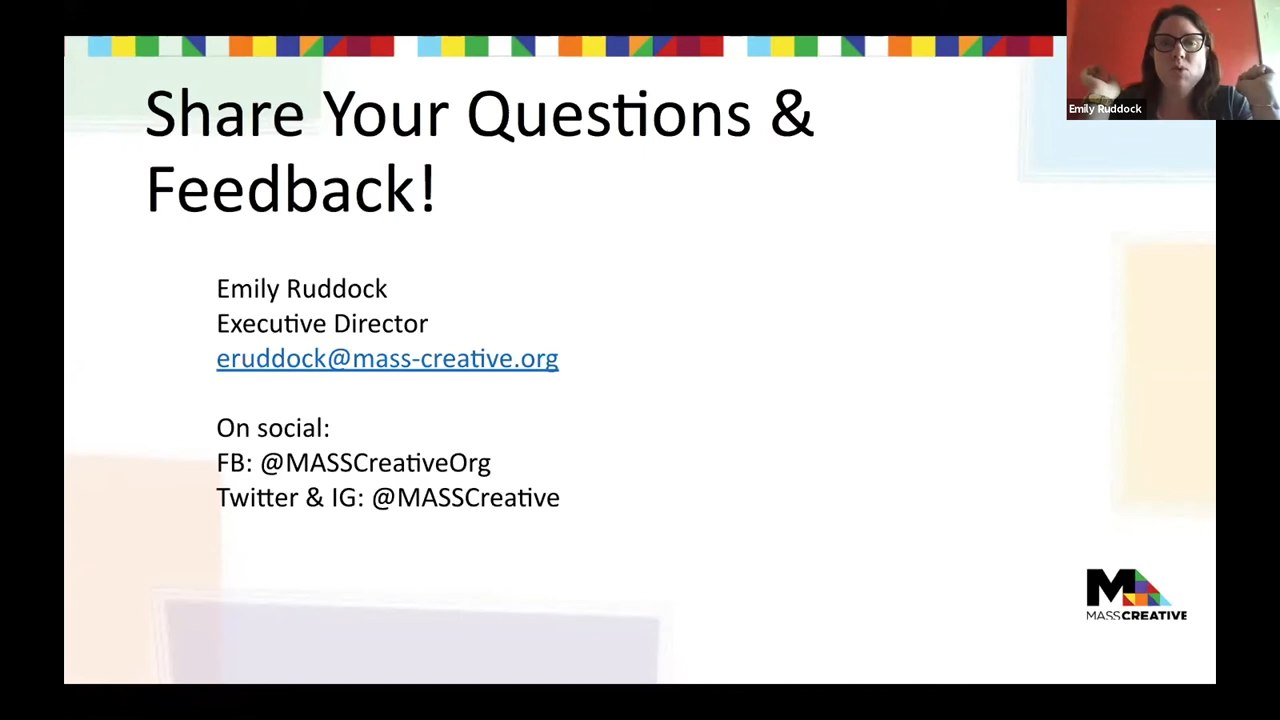 Share Your Questions &
Feedback!
Emily Ruddock
Emily Ruddock
Executive Director
eruddock@mass-creative.org
On social:
FB: @MASSCreativeOrg
Twitter & IG: @MASSCreative
M
MASSCREATIVE